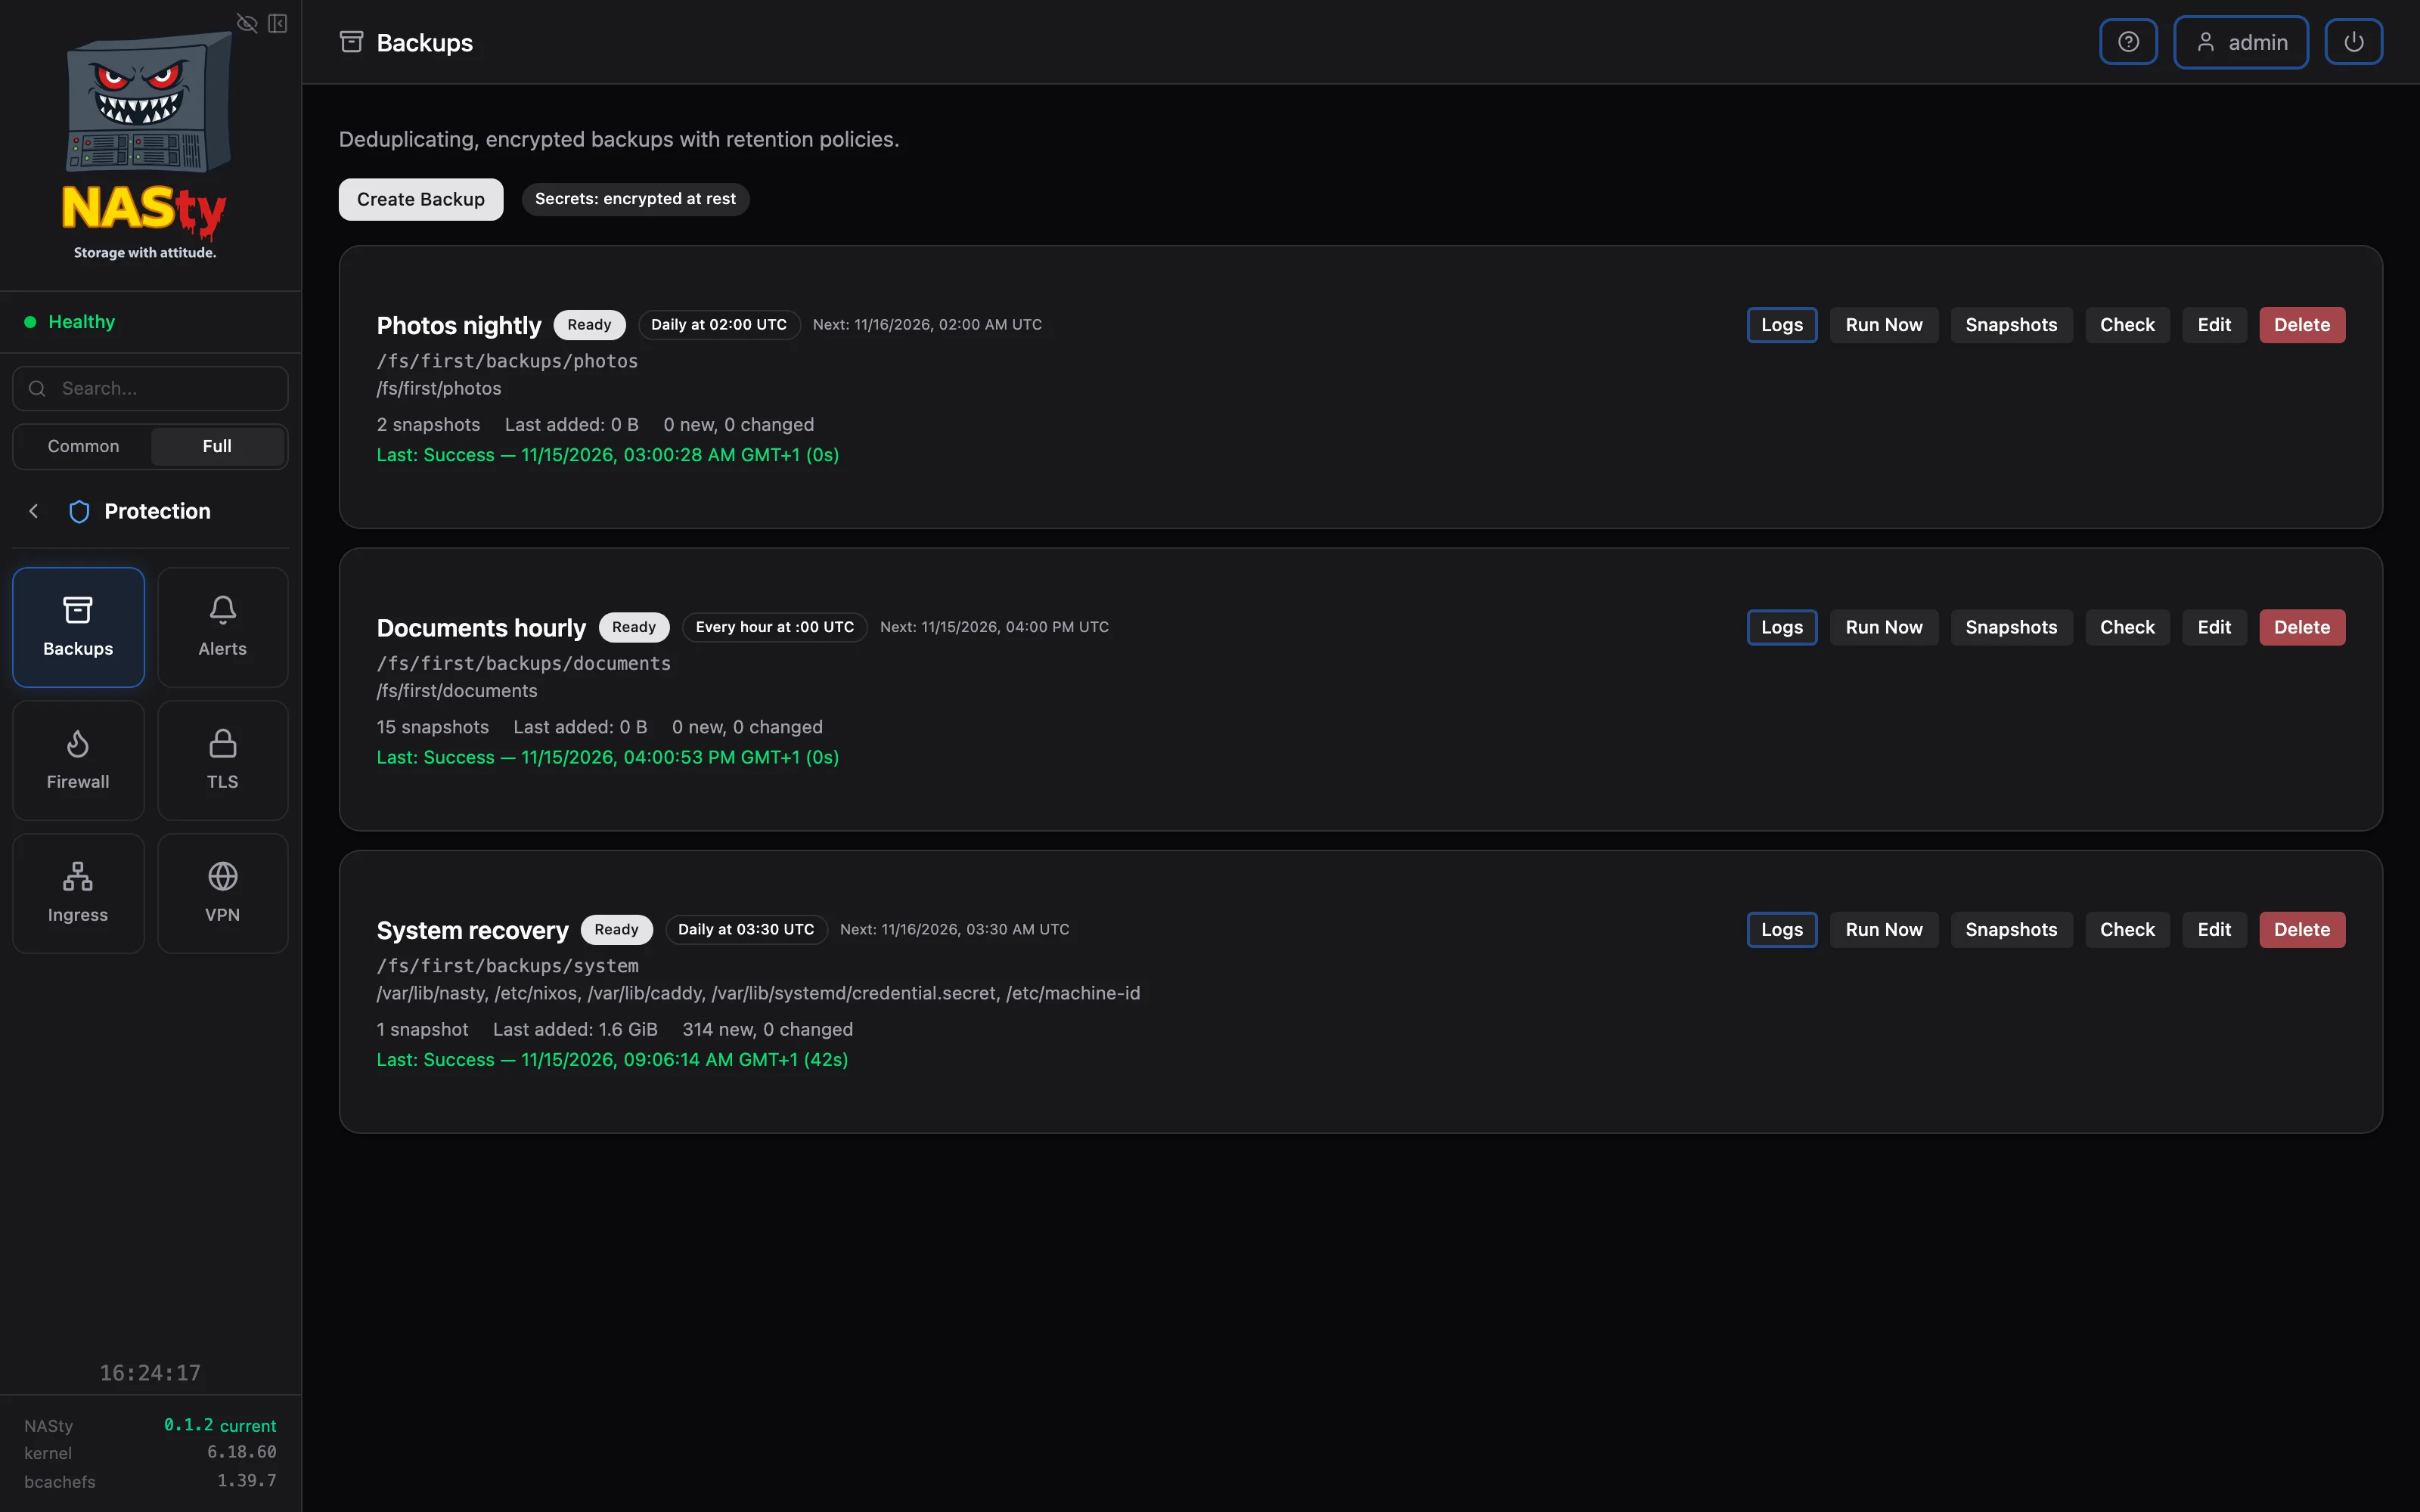 NASty
Storage with attitude.
Healthy
Search...
Common Full
Protection
Backups Alerts
Firewall TLS
Ingress VPN
16:24:17
NASty 0.1.2 current
kernel 6.18.60
bcachefs 1.39.7
Backups
admin
Deduplicating, encrypted backups with retention policies.
Create Backup Secrets: encrypted at rest
Photos nightly Ready Daily at 02:00 UTC Next: 11/16/2026, 02:00 AM UTC Logs Run Now Snapshots Check Edit Delete
/fs/first/backups/photos
/fs/first/photos
2 snapshots Last added: 0 B 0 new, 0 changed
Last: Success — 11/15/2026, 03:00:28 AM GMT+1 (0s)
Documents hourly Ready Every hour at :00 UTC Next: 11/15/2026, 04:00 PM UTC Logs Run Now Snapshots Check Edit Delete
/fs/first/backups/documents
/fs/first/documents
15 snapshots Last added: 0 B 0 new, 0 changed
Last: Success — 11/15/2026, 04:00:53 PM GMT+1 (0s)
System recovery Ready Daily at 03:30 UTC Next: 11/16/2026, 03:30 AM UTC Logs Run Now Snapshots Check Edit Delete
/fs/first/backups/system
/var/lib/nasty, /etc/nixos, /var/lib/caddy, /var/lib/systemd/credential.secret, /etc/machine-id
1 snapshot Last added: 1.6 GiB 314 new, 0 changed
Last: Success — 11/15/2026, 09:06:14 AM GMT+1 (42s)